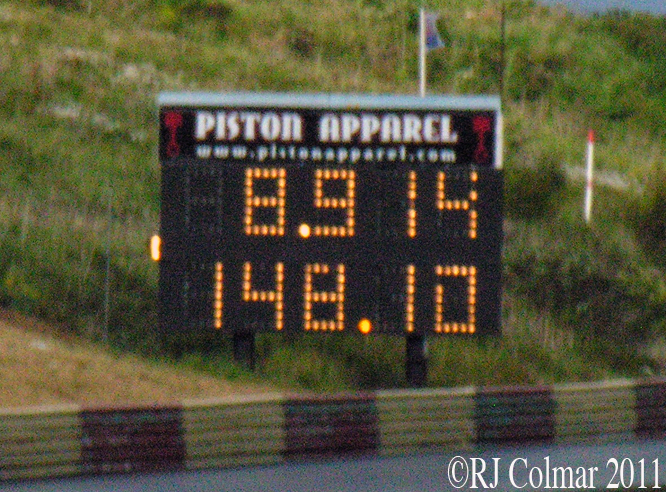 PISTON APPAREL
www.pistonapparel.com
8.914
148.10
©RJ Colmar 2011